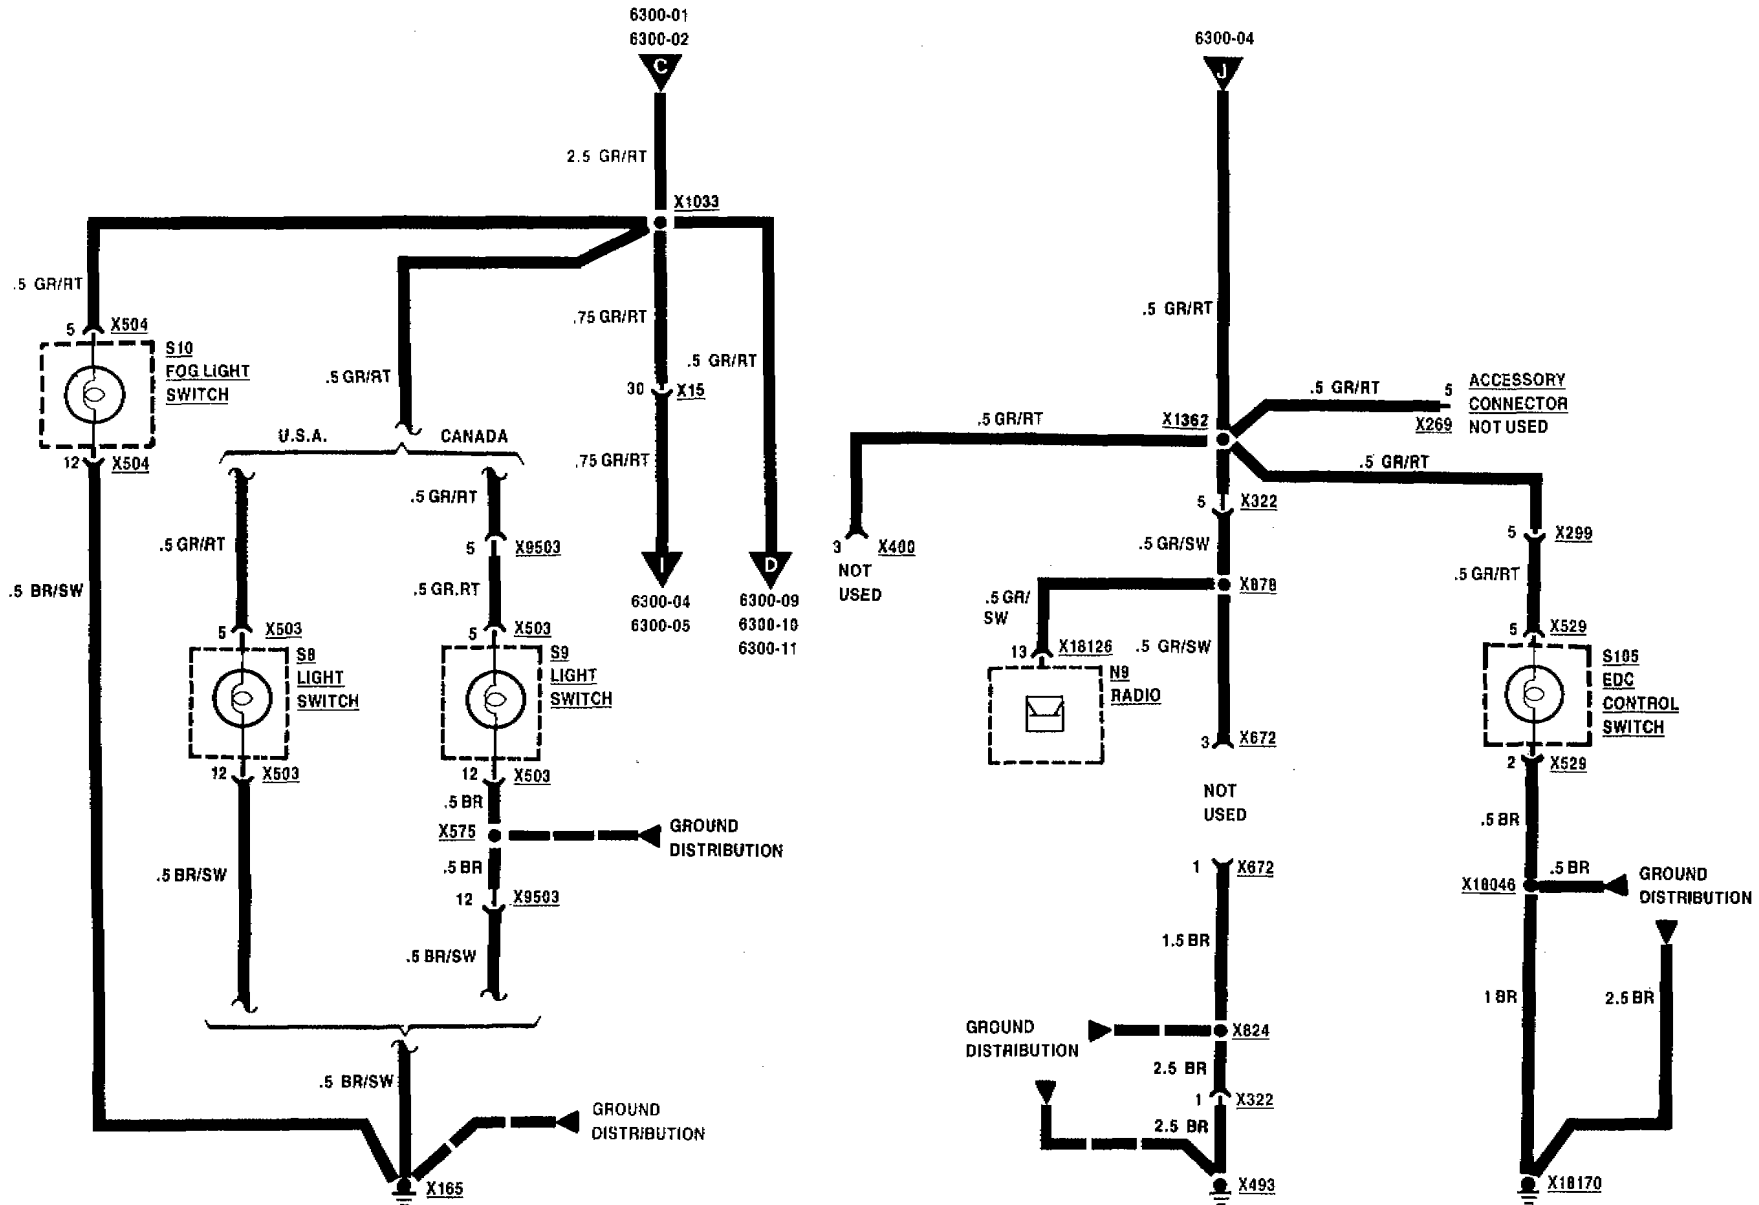 6300-01
6300-02
C
6300-04
J
2.5 GR/RT
X1033
.5 GR/RT
.75 GR/RT
.5 GR/RT
.5 GR/RT
.5 GR/RT
5 X504
S10
FOG LIGHT
SWITCH
12 X504
30 X15
.75 GR/RT
U.S.A.
CANADA
.5 GR/RT
.5 GR/RT
5 X9503
.5 GR.RT
.5 BR/SW
I
6300-04
6300-05
D
6300-09
6300-10
6300-11
5 X503
S8
LIGHT
SWITCH
12 X503
5 X503
S9
LIGHT
SWITCH
12 X503
.5 BR
X575
GROUND
DISTRIBUTION
.5 BR
12 X9503
.5 BR/SW
.5 BR/SW
.5 BR/SW
GROUND
DISTRIBUTION
X165
X1362
.5 GR/RT
5
ACCESSORY
CONNECTOR
NOT USED
X269
.5 GR/RT
3 X400
NOT
USED
.5 GR/RT
5 X322
.5 GR/SW
X878
.5 GR/
SW
13 X18126
N9
RADIO
.5 GR/SW
3 X672
NOT
USED
1 X672
1.5 BR
GROUND
DISTRIBUTION
X824
2.5 BR
1 X322
2.5 BR
X493
5 X299
.5 GR/RT
5 X529
S105
EDC
CONTROL
SWITCH
2 X529
.5 BR
X18046
.5 BR
GROUND
DISTRIBUTION
1 BR
2.5 BR
X18170